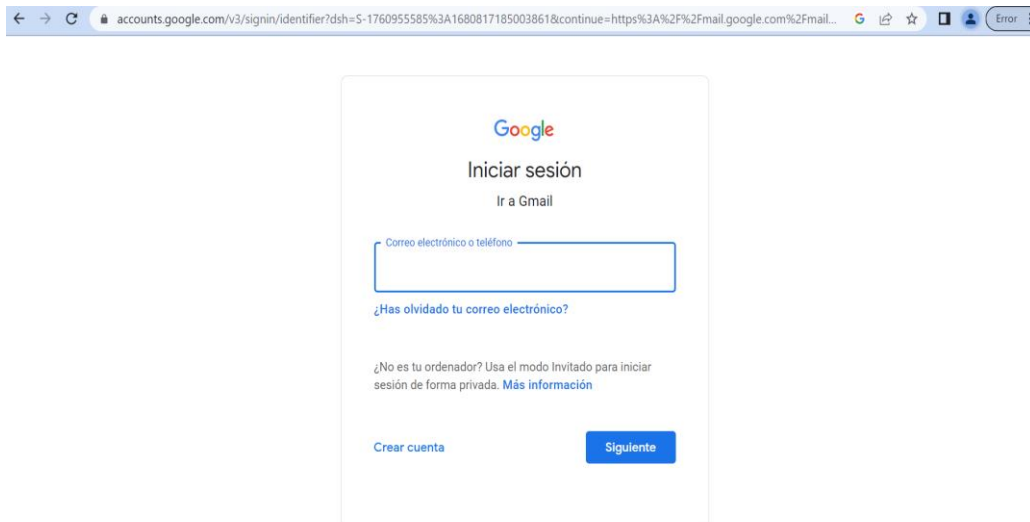 accounts.google.com/v3/signin/identifier?dsh=S-1760955585%3A1680817185003861&continue=https%3A%2F%2Fmail.google.com%2Fmail...
Error
Google
Iniciar sesión
Ir a Gmail
Correo electrónico o teléfono
¿Has olvidado tu correo electrónico?
¿No es tu ordenador? Usa el modo Invitado para iniciar
sesión de forma privada. Más información
Crear cuenta
Siguiente